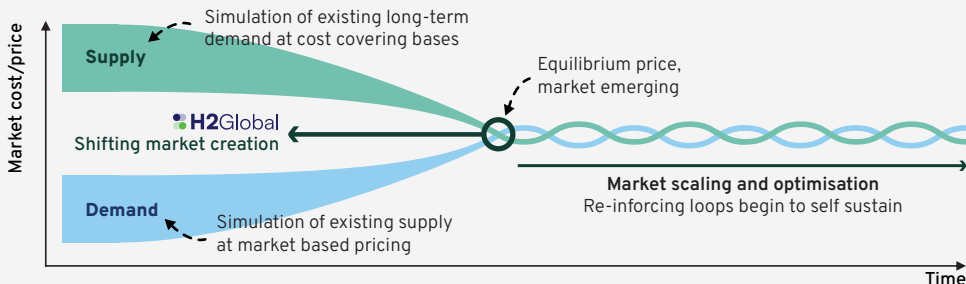 Market cost/price
Simulation of existing long-term
demand at cost covering bases
Supply
Equilibrium price,
market emerging
H2Global
Shifting market creation
Market scaling and optimisation
Re-inforcing loops begin to self sustain
Demand
Simulation of existing supply
at market based pricing
Time